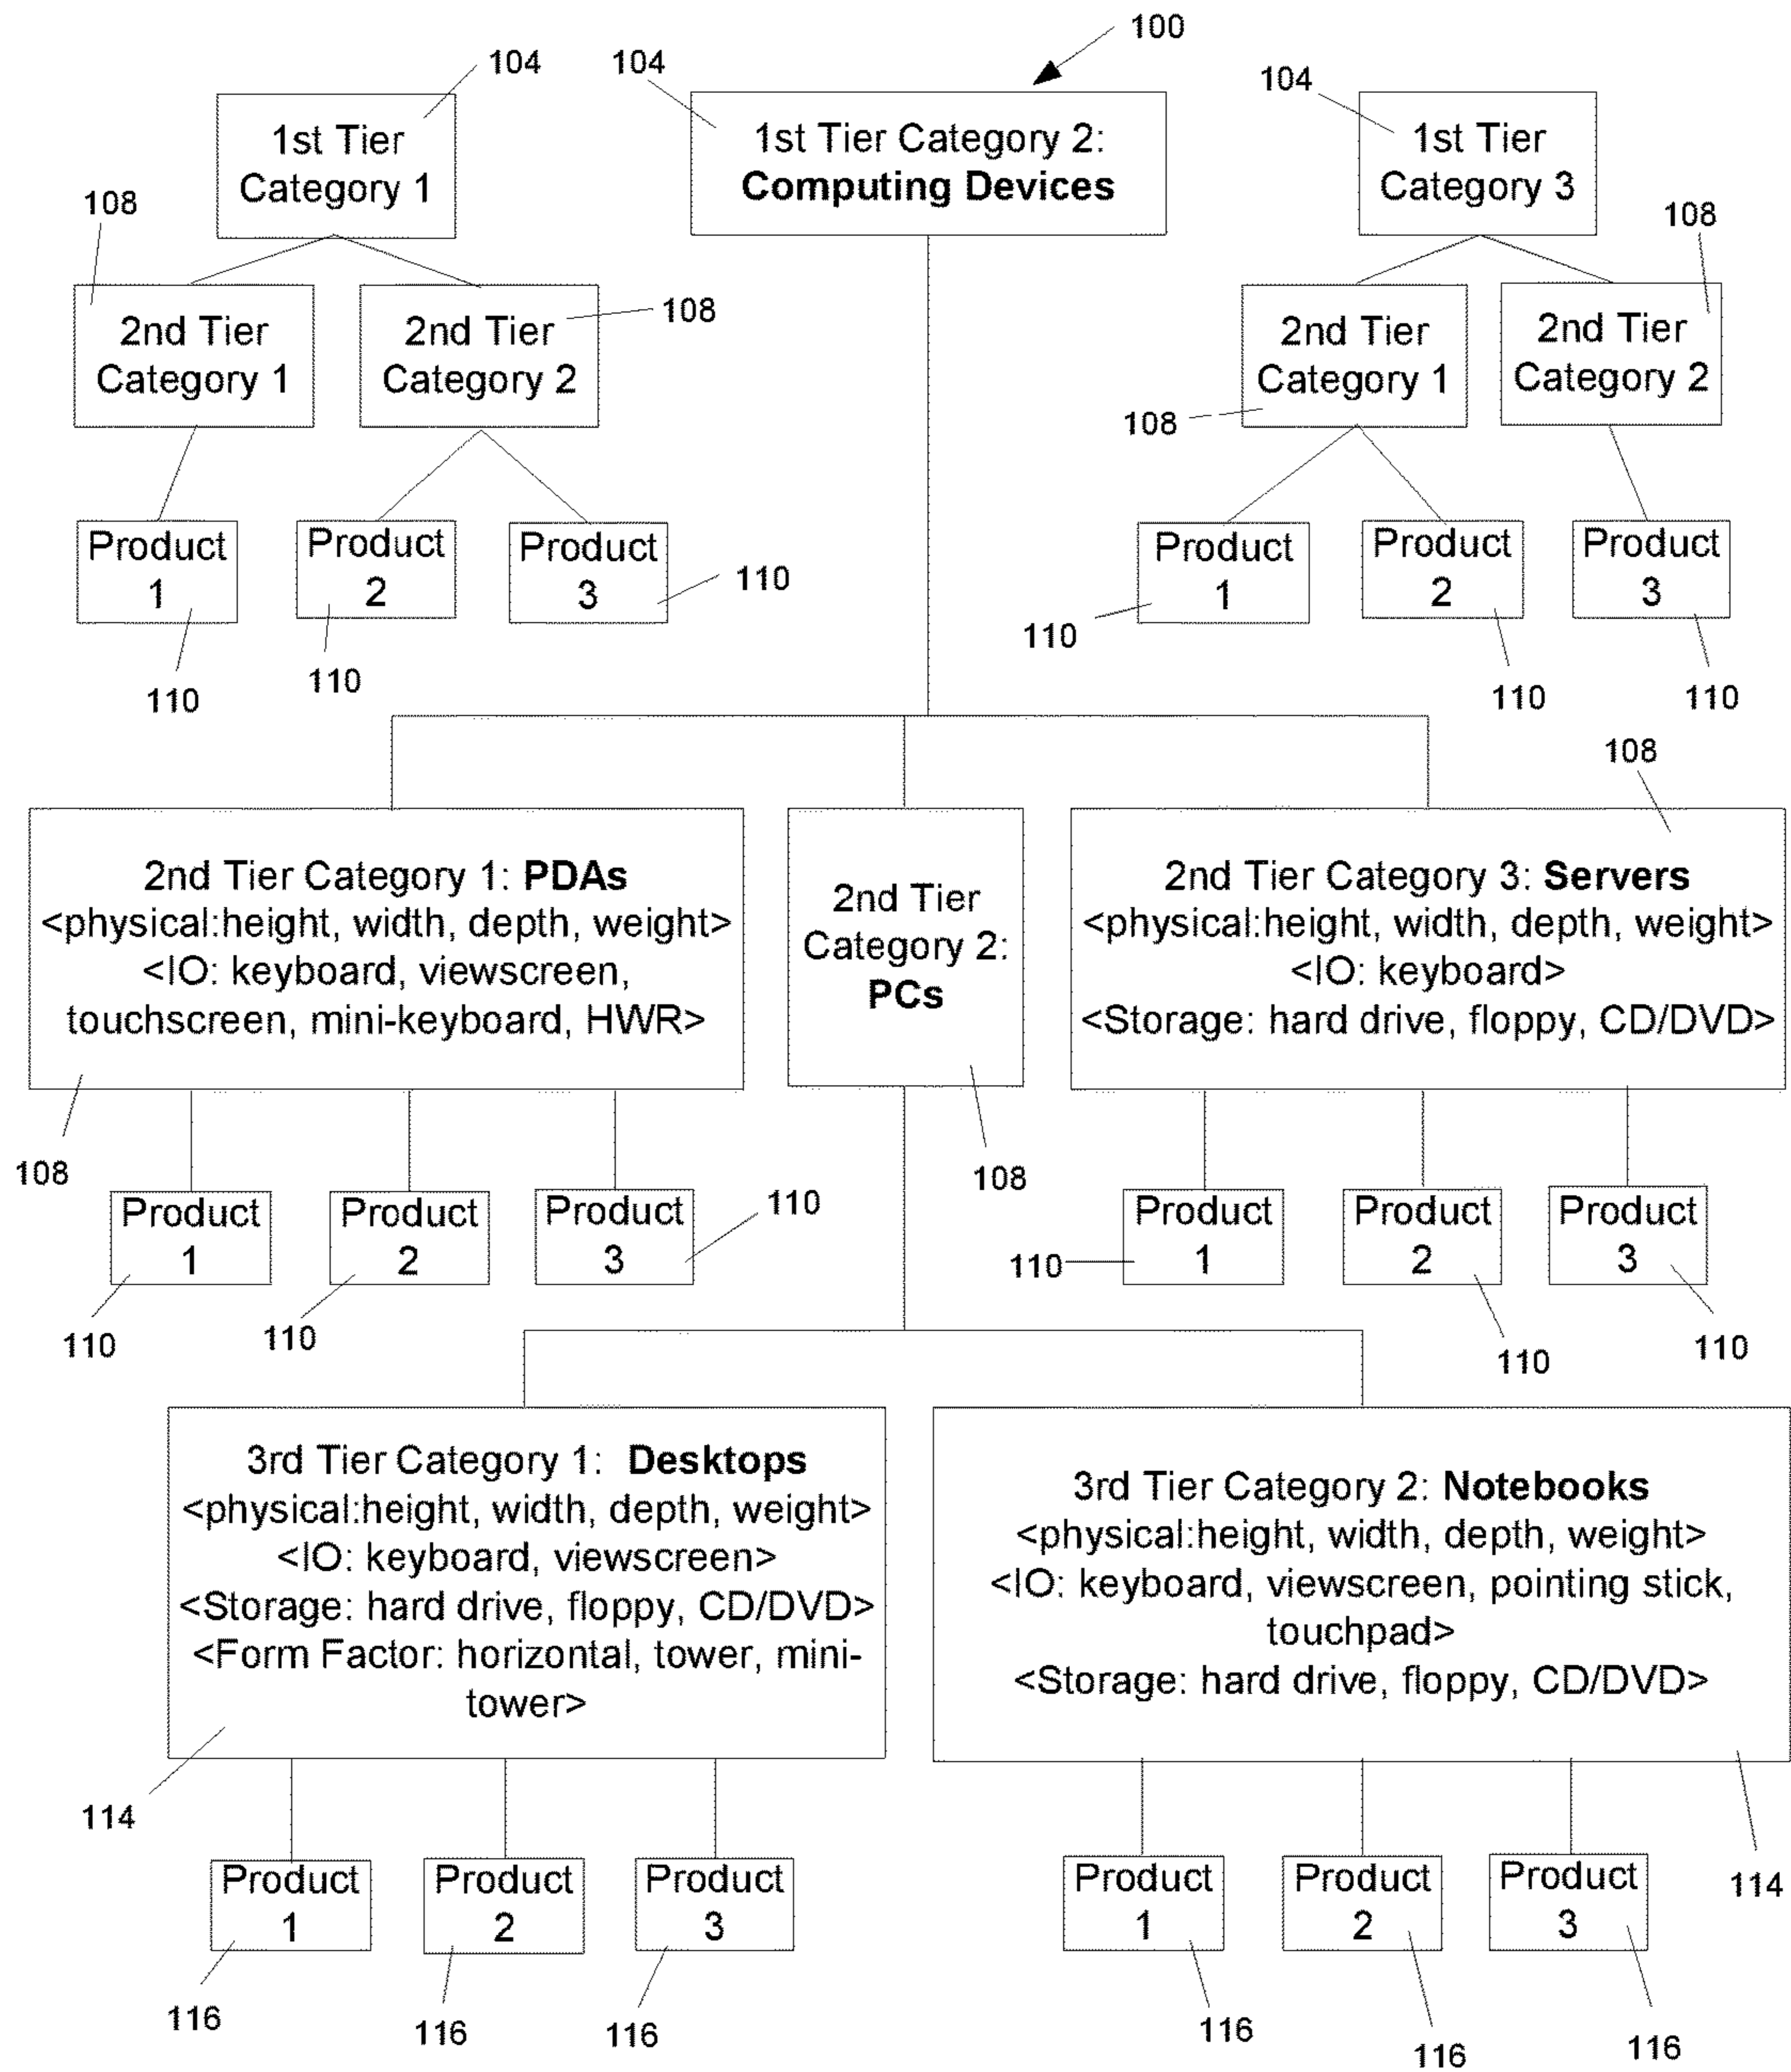 100
104
104
104
1st Tier
Category 1
1st Tier Category 2:
Computing Devices
1st Tier
Category 3
108
108
2nd Tier
Category 1
2nd Tier
Category 2
108
2nd Tier
Category 1
108
2nd Tier
Category 2
Product
1
Product
2
Product
3
110
110
110
Product
1
Product
2
Product
3
110
110
110
108
2nd Tier Category 1: PDAs
<physical:height, width, depth, weight>
<IO: keyboard, viewscreen,
touchscreen, mini-keyboard, HWR>
2nd Tier
Category 2:
PCs
2nd Tier Category 3: Servers
<physical:height, width, depth, weight>
<IO: keyboard>
<Storage: hard drive, floppy, CD/DVD>
108
108
Product
1
Product
2
Product
3
110
110
110
Product
1
Product
2
Product
3
110
110
110
3rd Tier Category 1: Desktops
<physical:height, width, depth, weight>
<IO: keyboard, viewscreen>
<Storage: hard drive, floppy, CD/DVD>
<Form Factor: horizontal, tower, mini-
tower>
3rd Tier Category 2: Notebooks
<physical:height, width, depth, weight>
<IO: keyboard, viewscreen, pointing stick,
touchpad>
<Storage: hard drive, floppy, CD/DVD>
114
114
Product
1
Product
2
Product
3
116
116
116
Product
1
Product
2
Product
3
116
116
116